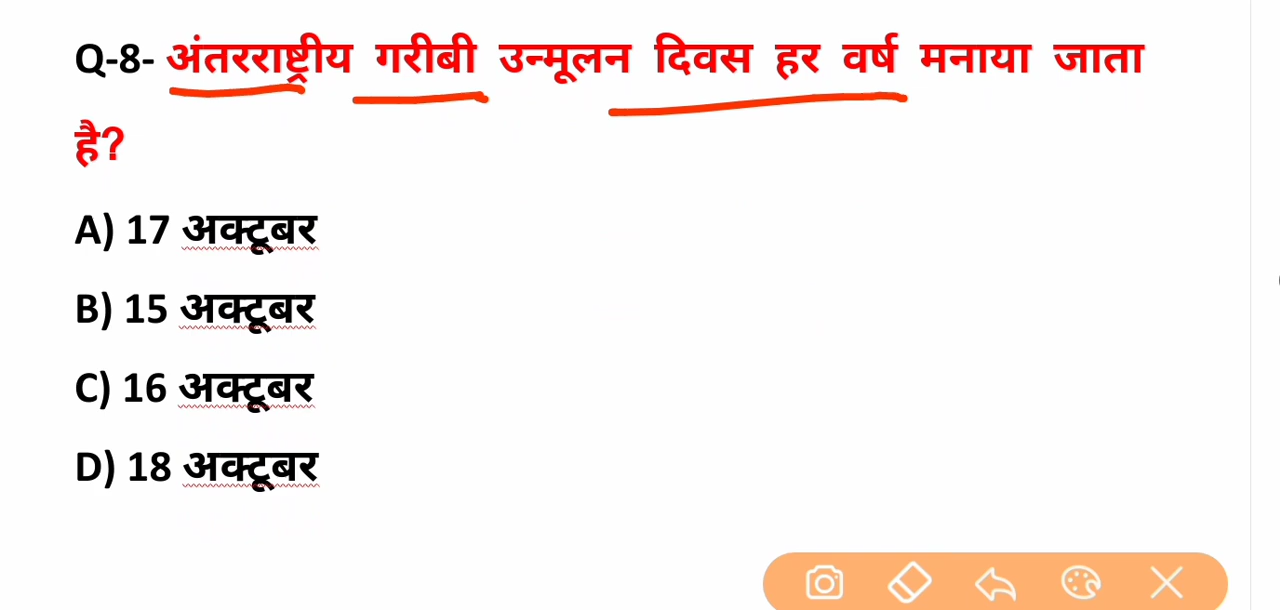 Q-8- अंतरराष्ट्रीय गरीबी उन्मूलन दिवस हर वर्ष मनाया जाता
है?
A) 17 अक्टूबर
B) 15 अक्टूबर
C) 16 अक्टूबर
D) 18 अक्टूबर